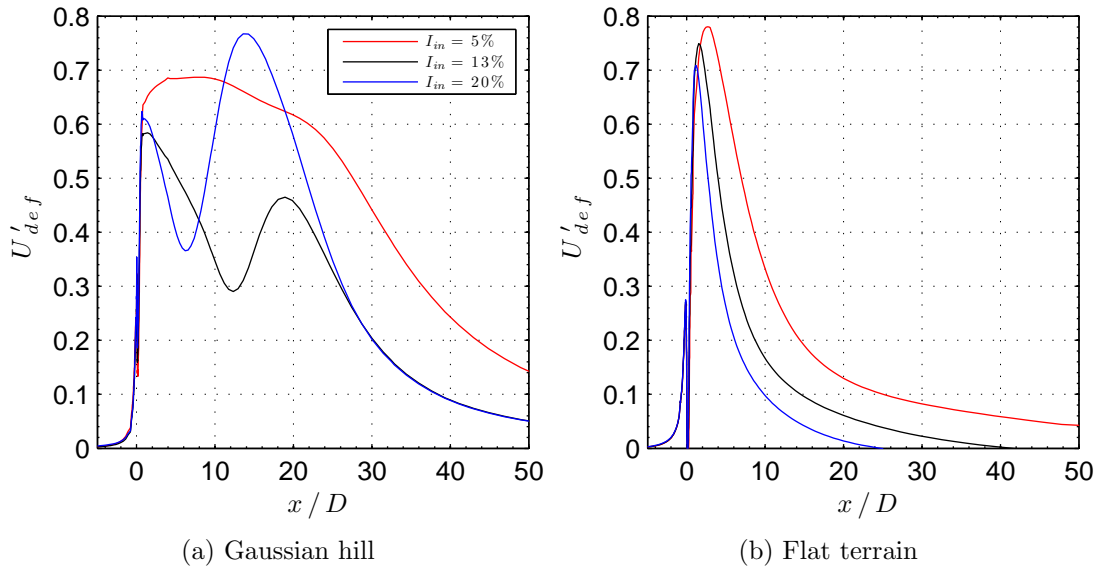 0.8
0.7
0.6
0.5
0.4
0.3
0.2
0.1
0
U'def
0 10 20 30 40 50
x / D
I_in = 5%
I_in = 13%
I_in = 20%
(a) Gaussian hill
0.8
0.7
0.6
0.5
0.4
0.3
0.2
0.1
0
U'def
0 10 20 30 40 50
x / D
(b) Flat terrain